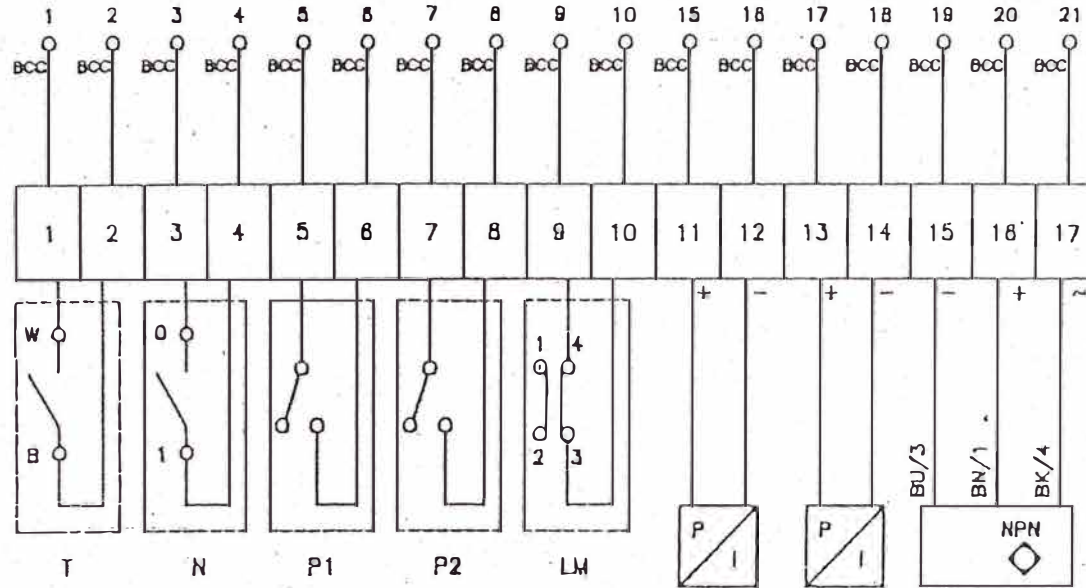 1 2 3 4 5 6 7 8 9 10 15 16 17 18 19 20 21
BCC BCC BCC BCC BCC BCC BCC BCC BCC BCC BCC BCC BCC BCC BCC BCC BCC
1 2 3 4 5 6 7 8 9 10 11 12 13 14 15 16 17
+ − + − − + ~
W 0 1 4
B 1 2 3
BU/3 BN/1 BK/4
P I P I NPN
T N P1 P2 LM